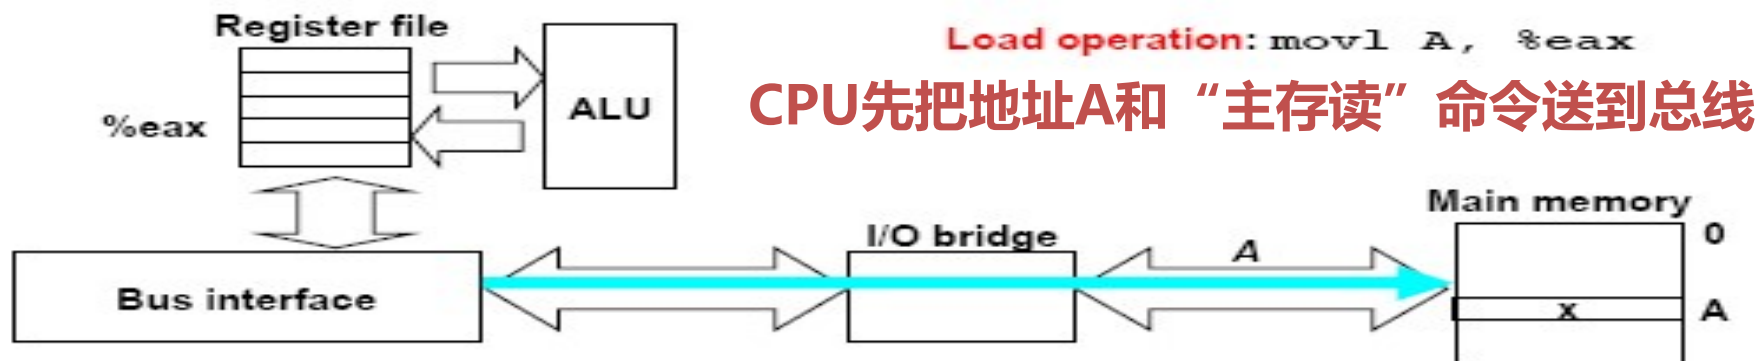 Register file
Load operation: movl A, %eax
CPU先把地址A和“主存读”命令送到总线
ALU
%eax
Main memory
0
I/O bridge
A
Bus interface
x
A